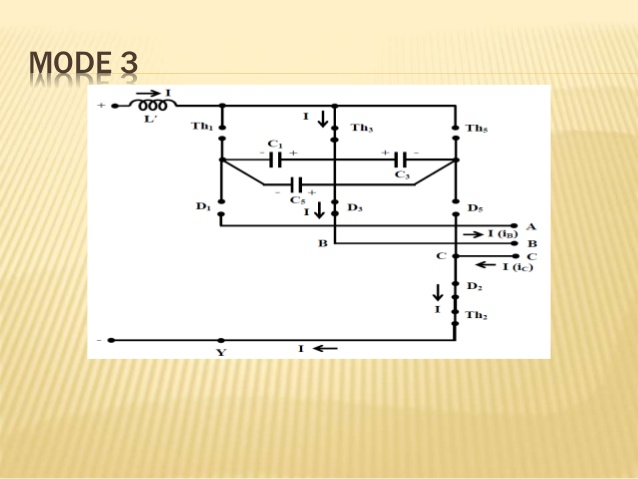 MODE 3
+ I
L'
I
Th₁ Th₃ Th₅
C₁
- + + -
C₃
- +
C₅
D₁ I D₃ D₅
A
I (iB)
B B
C C
I (iC)
D₂
I
Th₂
-
Y I